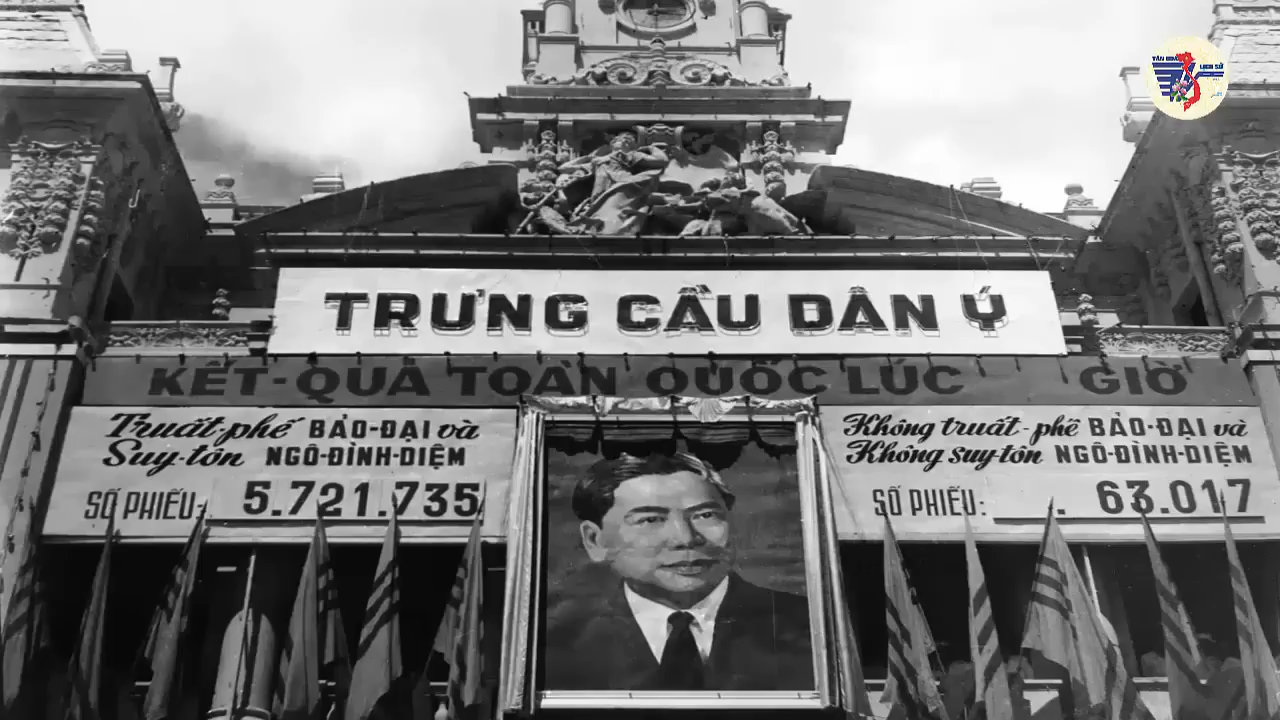 TRƯNG CẦU DÂN Ý
KẾT-QUẢ TOÀN QUỐC LÚC GIỜ
Truất-phế BẢO-ĐẠI và
Suy-tôn NGÔ-ĐÌNH-DIỆM
SỐ PHIẾU: 5.721.735
Không truất-phế BẢO-ĐẠI và
Không suy-tôn NGÔ-ĐÌNH-DIỆM
SỐ PHIẾU: 63.017
LỊCH SỬ